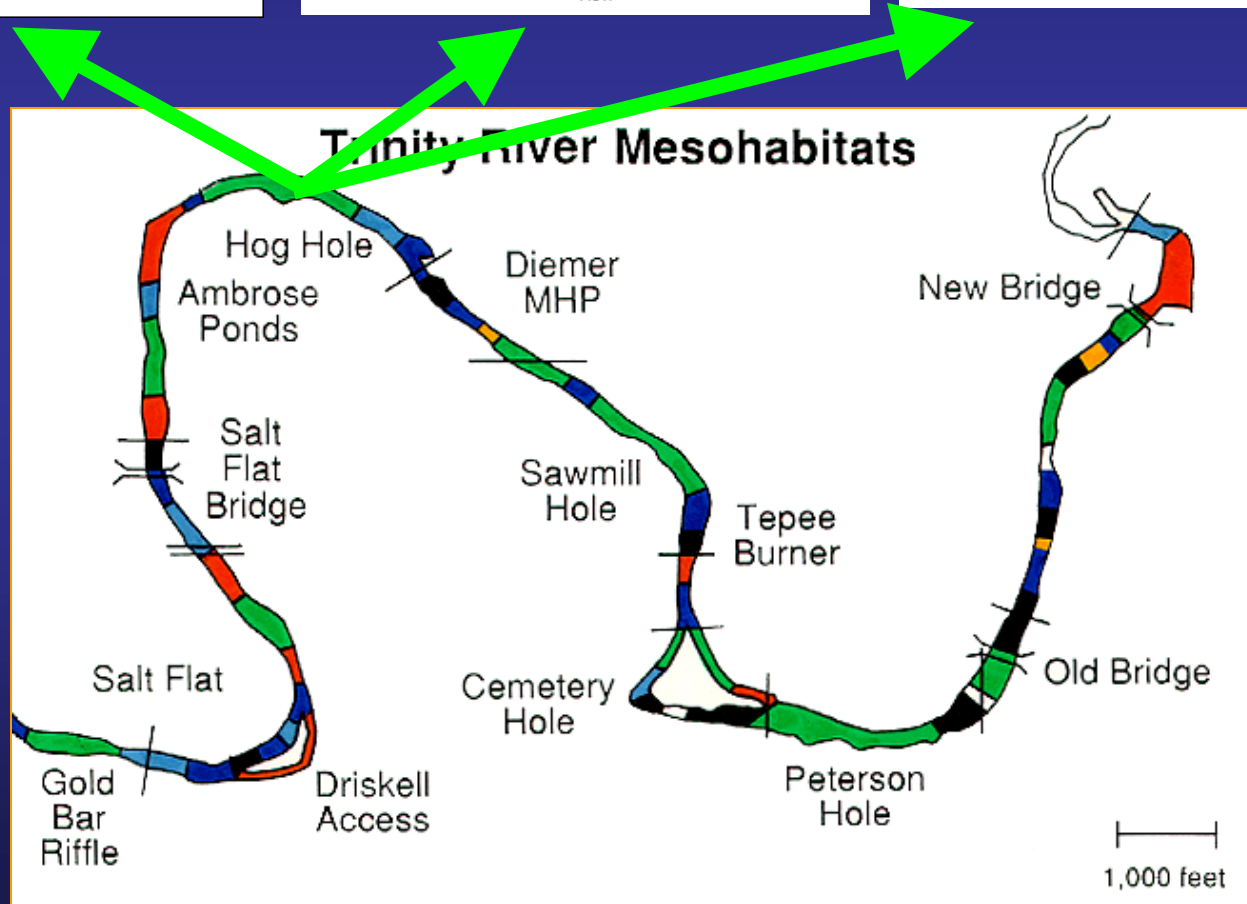 Trinity River Mesohabitats
Hog Hole
Diemer
MHP
New Bridge
Ambrose
Ponds
Salt
Flat
Bridge
Sawmill
Hole
Tepee
Burner
Salt Flat
Cemetery
Hole
Old Bridge
Gold
Bar
Riffle
Driskell
Access
Peterson
Hole
1,000 feet